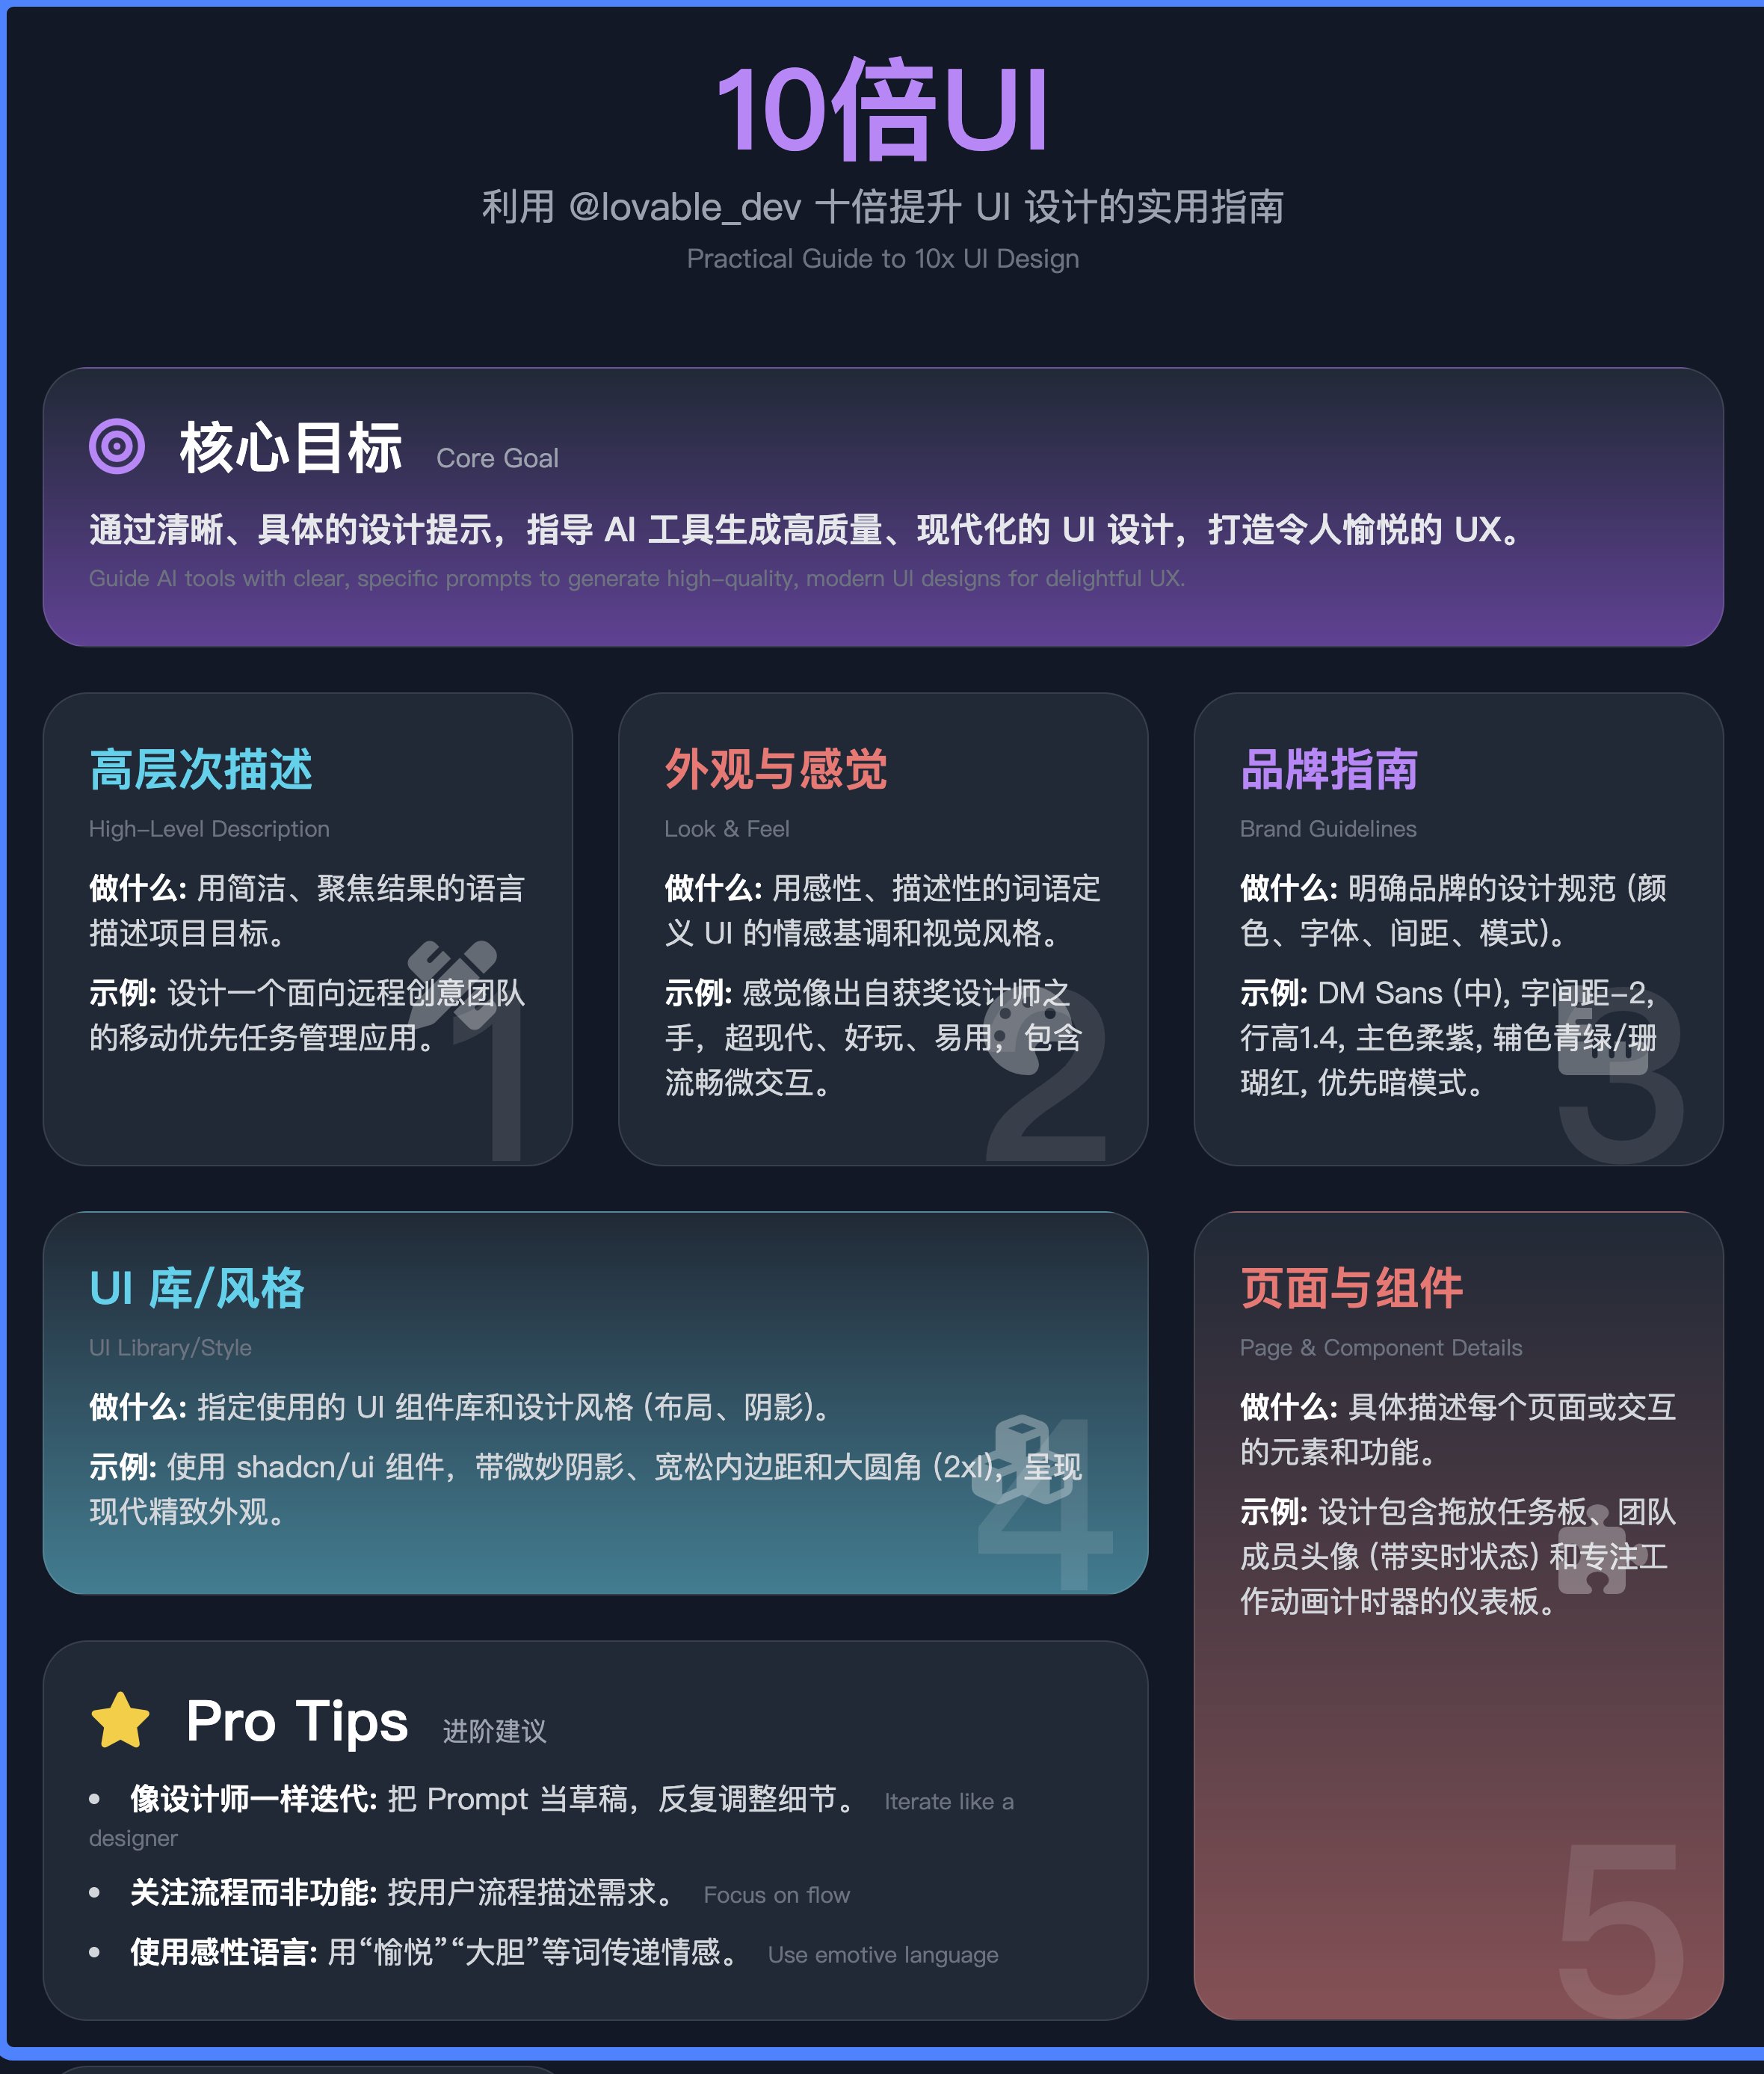 10倍UI
利用 @lovable_dev 十倍提升 UI 设计的实用指南
Practical Guide to 10x UI Design
核心目标 Core Goal
通过清晰、具体的设计提示，指导 AI 工具生成高质量、现代化的 UI 设计，打造令人愉悦的 UX。
Guide AI tools with clear, specific prompts to generate high-quality, modern UI designs for delightful UX.
高层次描述
High-Level Description
做什么: 用简洁、聚焦结果的语言
描述项目目标。
示例: 设计一个面向远程创意团队
的移动优先任务管理应用。
1
外观与感觉
Look & Feel
做什么: 用感性、描述性的词语定
义 UI 的情感基调和视觉风格。
示例: 感觉像出自获奖设计师之
手，超现代、好玩、易用，包含
流畅微交互。
2
品牌指南
Brand Guidelines
做什么: 明确品牌的设计规范 (颜
色、字体、间距、模式)。
示例: DM Sans (中), 字间距-2,
行高1.4, 主色柔紫, 辅色青绿/珊
瑚红, 优先暗模式。
3
UI 库/风格
UI Library/Style
做什么: 指定使用的 UI 组件库和设计风格 (布局、阴影)。
示例: 使用 shadcn/ui 组件，带微妙阴影、宽松内边距和大圆角 (2xl)，呈现
现代精致外观。
4
页面与组件
Page & Component Details
做什么: 具体描述每个页面或交互
的元素和功能。
示例: 设计包含拖放任务板、团队
成员头像 (带实时状态) 和专注工
作动画计时器的仪表板。
5
Pro Tips 进阶建议
• 像设计师一样迭代: 把 Prompt 当草稿，反复调整细节。 Iterate like a
designer
• 关注流程而非功能: 按用户流程描述需求。 Focus on flow
• 使用感性语言: 用“愉悦”“大胆”等词传递情感。 Use emotive language